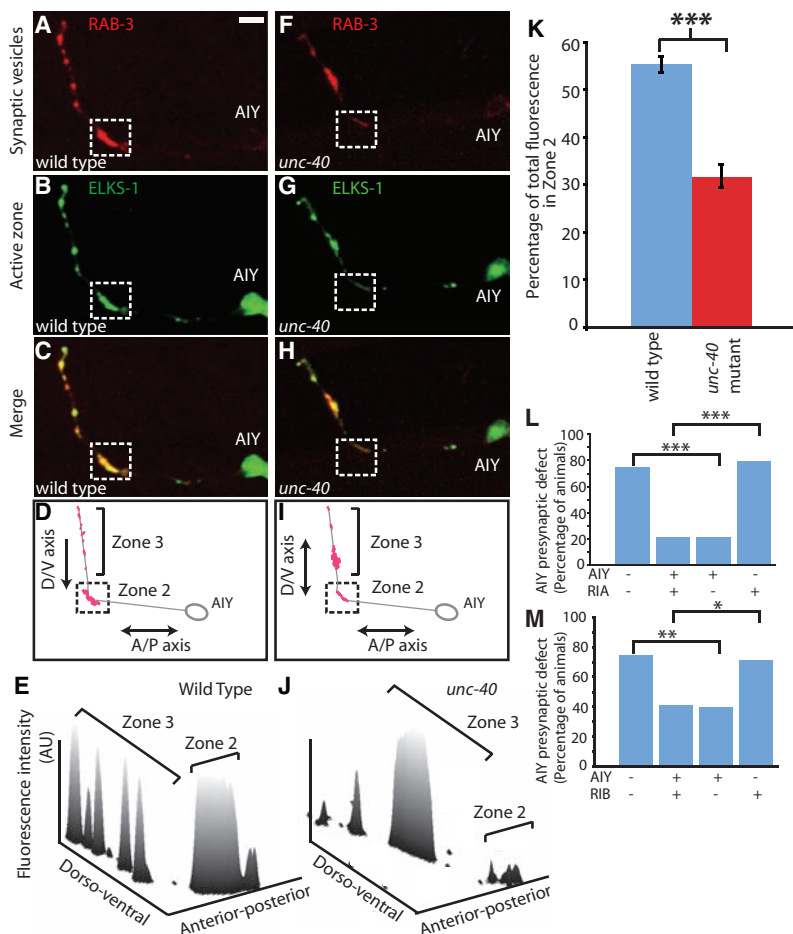 A
RAB-3
Synaptic vesicles
AIY
wild type
B
ELKS-1
Active zone
AIY
wild type
C
Merge
AIY
wild type
D
D/V axis
Zone 3
Zone 2
AIY
A/P axis
E
Wild Type
Zone 3
Zone 2
Fluorescence intensity
(AU)
Dorso-ventral
Anterior-posterior
F
RAB-3
AIY
unc-40
G
ELKS-1
AIY
unc-40
H
AIY
unc-40
I
D/V axis
Zone 3
Zone 2
AIY
A/P axis
J
unc-40
Zone 3
Zone 2
Dorso-ventral
Anterior-posterior
K
***
Percentage of total fluorescence
in Zone 2
60
50
40
30
20
10
0
wild type
unc-40
mutant
L
***
***
AIY presynaptic defect
(Percentage of animals)
100
80
60
40
20
0
AIY - + + -
RIA - + - +
M
*
**
AIY presynaptic defect
(Percentage of animals)
100
80
60
40
20
0
AIY - + + -
RIB - + - +